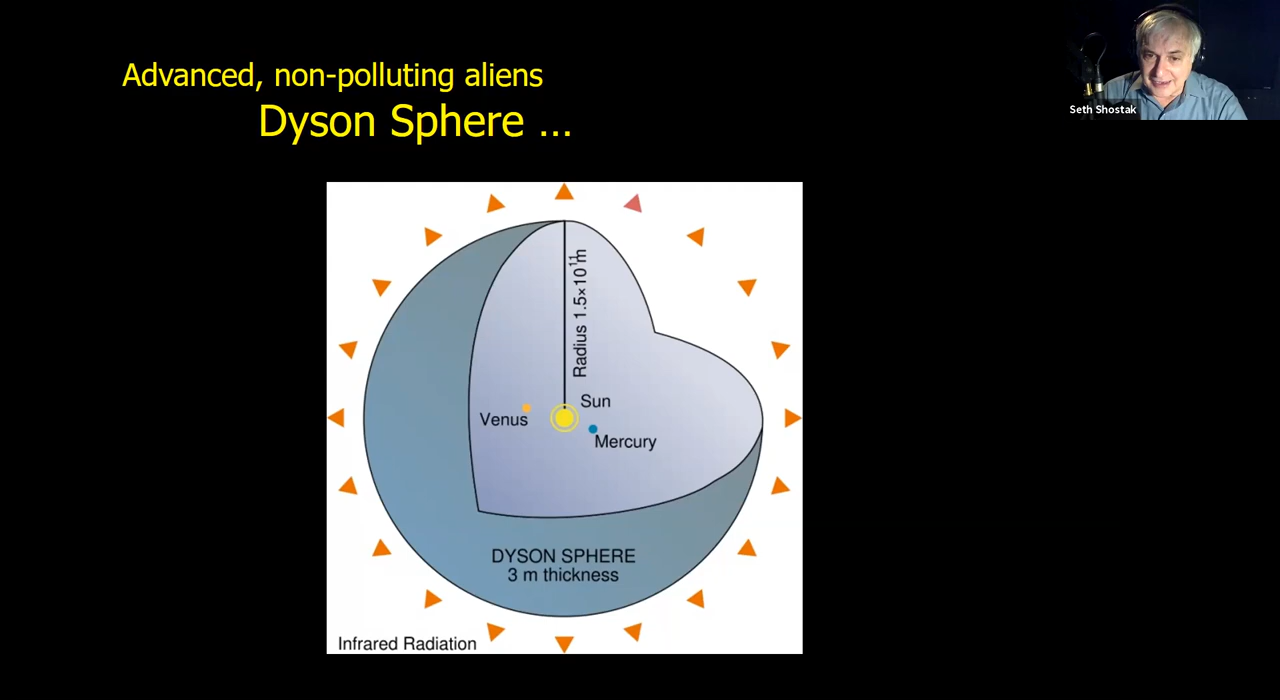 Advanced, non-polluting aliens
Dyson Sphere ...
Seth Shostak
Radius 1.5×10¹¹m
Sun
Venus
Mercury
DYSON SPHERE
3 m thickness
Infrared Radiation